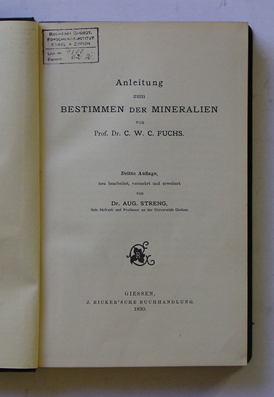 Anleitung
zum
BESTIMMEN DER MINERALIEN
von
Prof. Dr. C. W. C. FUCHS.
Dritte Auflage,
neu bearbeitet, vermehrt und erweitert
von
Dr. AUG. STRENG,
Geh. Hofrath und Professor an der Universität Giessen.
GIESSEN,
J. RICKER'SCHE BUCHHANDLUNG.
1890.